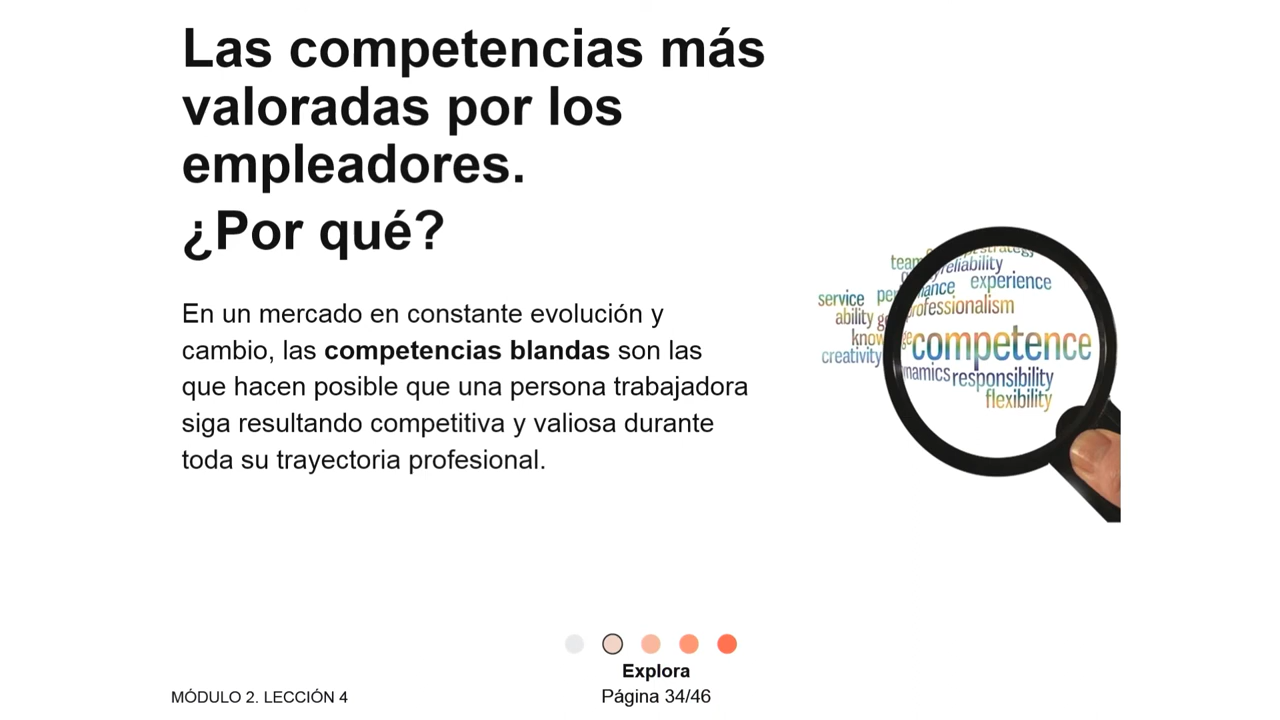 Las competencias más
valoradas por los
empleadores.
¿Por qué?
En un mercado en constante evolución y
cambio, las competencias blandas son las
que hacen posible que una persona trabajadora
siga resultando competitiva y valiosa durante
toda su trayectoria profesional.
strategy
team reliability
experience
service
professionalism
ability
competence
creativity
responsibility
flexibility
Explora
MÓDULO 2. LECCIÓN 4
Página 34/46